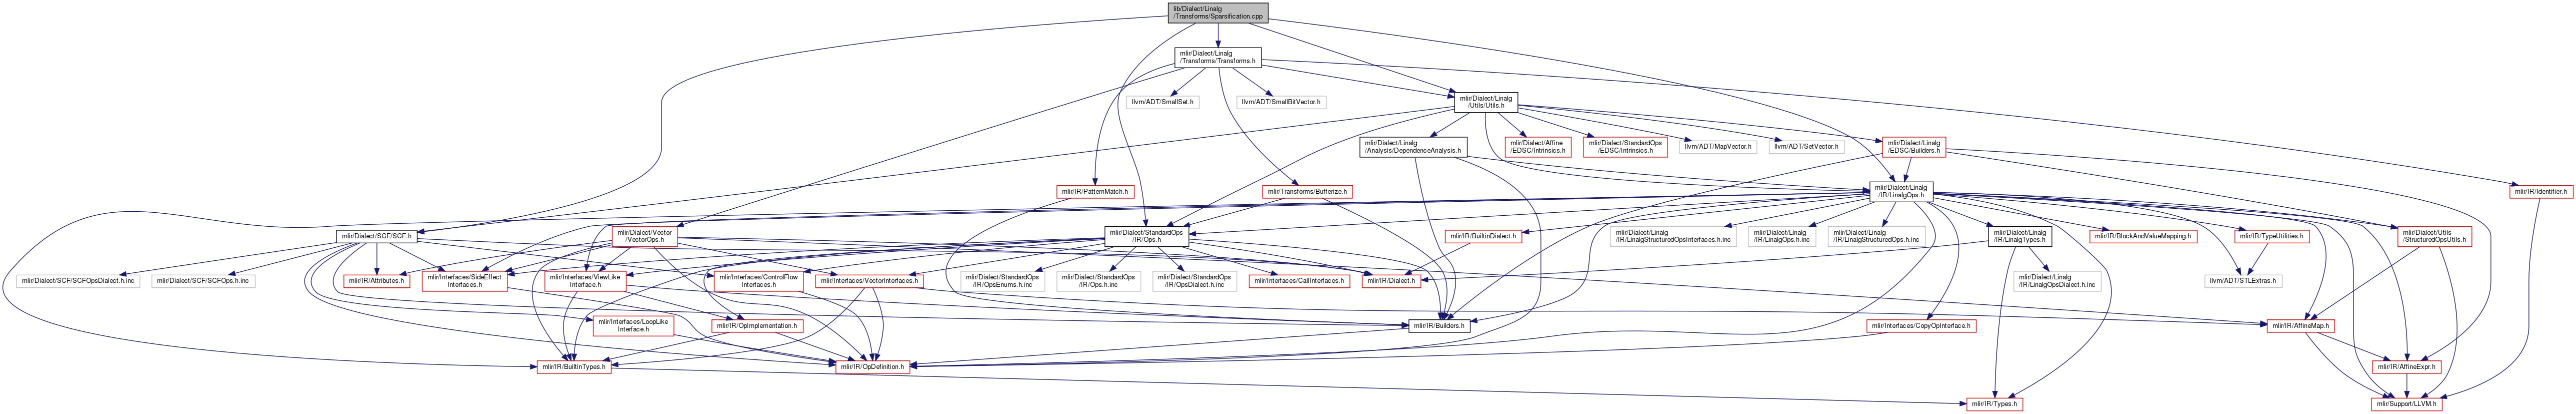 lib/Dialect/Linalg
/Transforms/Sparsification.cpp
mlir/Dialect/Linalg
/Transforms/Transforms.h
llvm/ADT/SmallSet.h
llvm/ADT/SmallBitVector.h
mlir/Dialect/Linalg
/Utils/Utils.h
mlir/Dialect/Linalg
/Analysis/DependenceAnalysis.h
mlir/Dialect/Affine
/EDSC/Intrinsics.h
mlir/Dialect/StandardOps
/EDSC/Intrinsics.h
llvm/ADT/MapVector.h
llvm/ADT/SetVector.h
mlir/Dialect/Linalg
/EDSC/Builders.h
mlir/IR/PatternMatch.h
mlir/Transforms/Bufferize.h
mlir/Dialect/Linalg
/IR/LinalgOps.h
mlir/IR/Identifier.h
mlir/Dialect/SCF/SCF.h
mlir/Dialect/Vector
/VectorOps.h
mlir/Dialect/StandardOps
/IR/Ops.h
mlir/IR/BuiltinDialect.h
mlir/Dialect/Linalg
/IR/LinalgStructuredOpsInterfaces.h.inc
mlir/Dialect/Linalg
/IR/LinalgOps.h.inc
mlir/Dialect/Linalg
/IR/LinalgStructuredOps.h.inc
mlir/Dialect/Linalg
/IR/LinalgTypes.h
mlir/IR/BlockAndValueMapping.h
mlir/IR/TypeUtilities.h
mlir/Dialect/Utils
/StructuredOpsUtils.h
mlir/Dialect/SCF/SCFOpsDialect.h.inc
mlir/Dialect/SCF/SCFOps.h.inc
mlir/IR/Attributes.h
mlir/Interfaces/SideEffect
Interfaces.h
mlir/Interfaces/ViewLike
Interface.h
mlir/Interfaces/ControlFlow
Interfaces.h
mlir/Interfaces/VectorInterfaces.h
mlir/Dialect/StandardOps
/IR/OpsEnums.h.inc
mlir/Dialect/StandardOps
/IR/Ops.h.inc
mlir/Dialect/StandardOps
/IR/OpsDialect.h.inc
mlir/Interfaces/CallInterfaces.h
mlir/IR/Dialect.h
mlir/Dialect/Linalg
/IR/LinalgOpsDialect.h.inc
llvm/ADT/STLExtras.h
mlir/Interfaces/LoopLike
Interface.h
mlir/IR/OpImplementation.h
mlir/IR/Builders.h
mlir/Interfaces/CopyOpInterface.h
mlir/IR/AffineMap.h
mlir/IR/BuiltinTypes.h
mlir/IR/OpDefinition.h
mlir/IR/AffineExpr.h
mlir/IR/Types.h
mlir/Support/LLVM.h